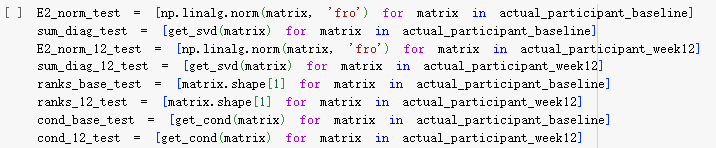 [ ] E2_norm_test = [np.linalg.norm(matrix, 'fro') for matrix in actual_participant_baseline]
sum_diag_test = [get_svd(matrix) for matrix in actual_participant_baseline]
E2_norm_12_test = [np.linalg.norm(matrix, 'fro') for matrix in actual_participant_week12]
sum_diag_12_test = [get_svd(matrix) for matrix in actual_participant_week12]
ranks_base_test = [matrix.shape[1] for matrix in actual_participant_baseline]
ranks_12_test = [matrix.shape[1] for matrix in actual_participant_week12]
cond_base_test = [get_cond(matrix) for matrix in actual_participant_baseline]
cond_12_test = [get_cond(matrix) for matrix in actual_participant_week12]